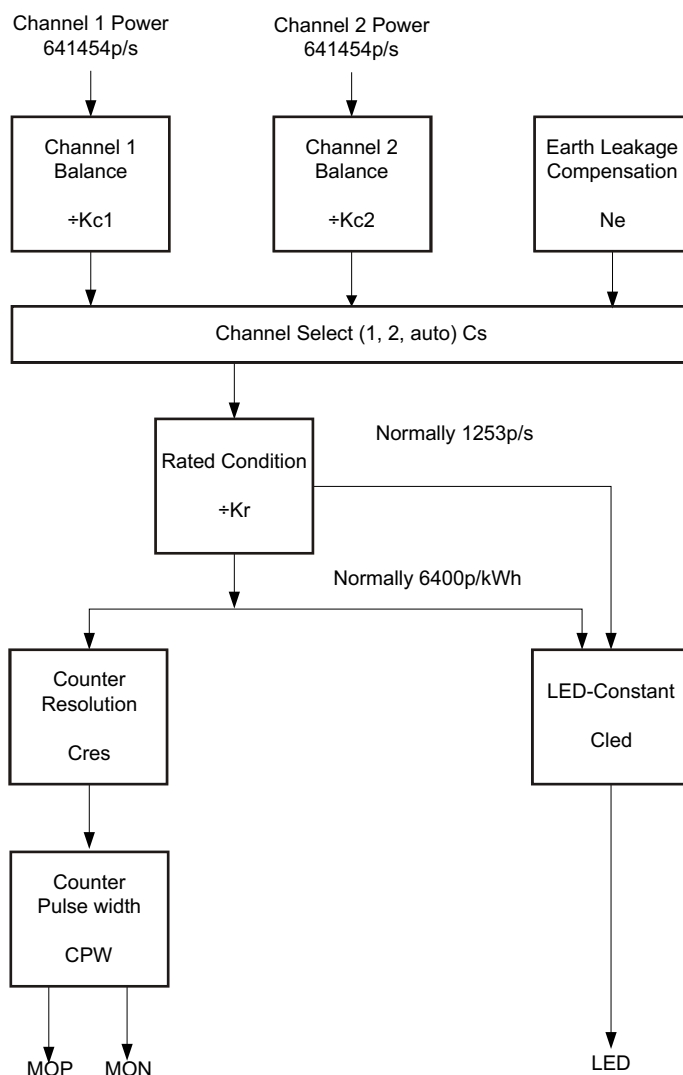 Channel 1 Power
641454p/s
Channel 2 Power
641454p/s
Channel 1
Balance
÷Kc1
Channel 2
Balance
÷Kc2
Earth Leakage
Compensation
Ne
Channel Select (1, 2, auto) Cs
Rated Condition
÷Kr
Normally 1253p/s
Normally 6400p/kWh
Counter
Resolution
Cres
LED-Constant
Cled
Counter
Pulse width
CPW
MOP
MON
LED